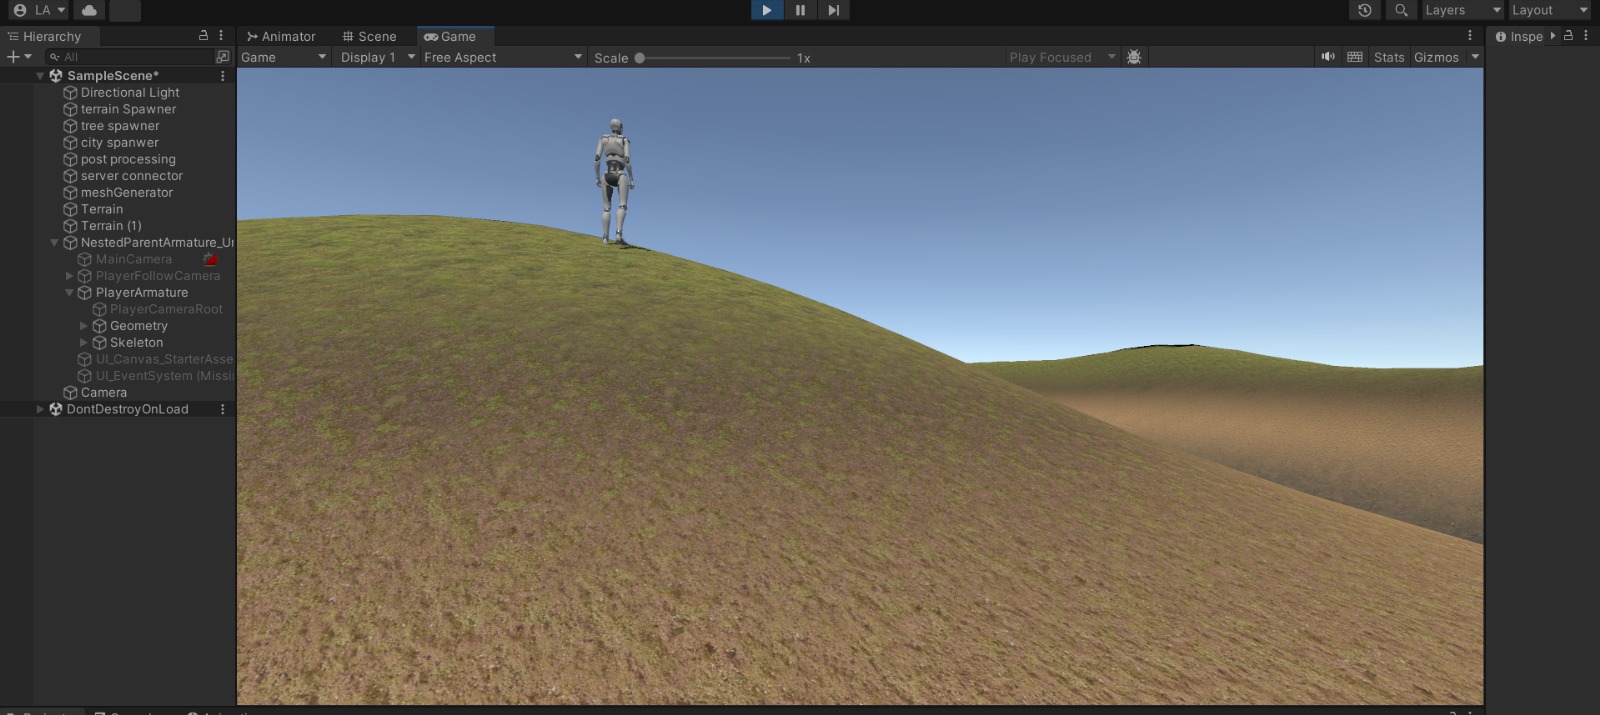 LA
Layers
Layout
Hierarchy
Animator
Scene
Game
Inspe
All
Game
Display 1
Free Aspect
Scale
1x
Play Focused
Stats
Gizmos
SampleScene*
Directional Light
terrain Spawner
tree spawner
city spanwer
post processing
server connector
meshGenerator
Terrain
Terrain (1)
NestedParentArmature_Ur
MainCamera
PlayerFollowCamera
PlayerArmature
PlayerCameraRoot
Geometry
Skeleton
UI_Canvas_StarterAsse
UI_EventSystem (Missi
Camera
DontDestroyOnLoad